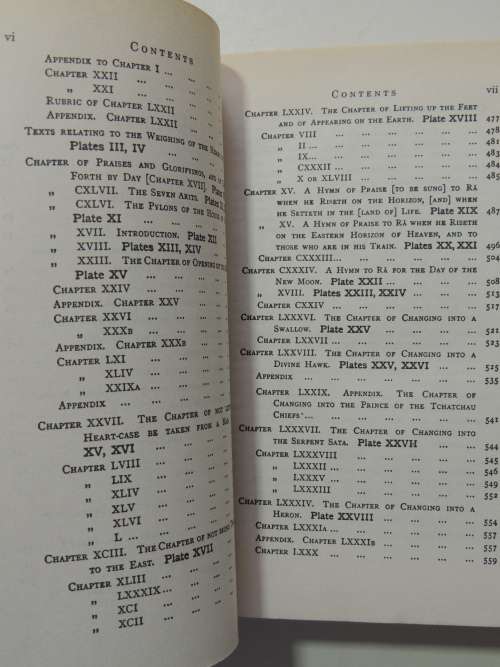 vi
CONTENTS
APPENDIX TO CHAPTER I ... ...
CHAPTER XXII ... ... ...
„ XXI ... ... ...
RUBRIC OF CHAPTER LXXII ...
APPENDIX. CHAPTER LXXII ... ...
TEXTS RELATING TO THE WEIGHING OF THE
Plates III, IV ... ... ...
CHAPTER OF PRAISES AND GLORIFYINGS, AND
FORTH BY DAY [CHAPTER XVII].
„ CXLVII. THE SEVEN ARITS.
„ CXLVI. THE PYLONS OF THE
Plate XI ... ... ...
„ XVII. INTRODUCTION. Plate XII
„ XVIII. Plates XIII, XIV ...
„ XXIII. THE CHAPTER OF OPENING
Plate XV ... ... ...
CHAPTER XXIV ... ... ...
APPENDIX. CHAPTER XXV ... ...
CHAPTER XXVI ... ... ...
„ XXXB ... ... ...
APPENDIX. CHAPTER XXXB ... ...
CHAPTER LXI ... ... ...
„ XLIV ... ... ...
„ XXIXA ... ... ...
APPENDIX ... ... ... ...
CHAPTER XXVII. THE CHAPTER OF NOT
HEART-CASE BE TAKEN FROM A
XV, XVI ... ... ...
CHAPTER LVIII ... ... ...
„ LIX ... ... ...
„ XLIV ... ... ...
„ XLV ... ... ...
„ XLVI ... ... ...
„ L ... ... ... ...
CHAPTER XCIII. THE CHAPTER OF NOT BEING
TO THE EAST. Plate XVII ...
CHAPTER XLIII ... ... ...
„ LXXXIX... ... ... ...
„ XCI ... ... ...
„ XCII ... ... ...
CONTENTS vii
CHAPTER LXXIV. THE CHAPTER OF LIFTING UP THE FEET
AND OF APPEARING ON THE EARTH. Plate XVIII 477
CHAPTER VIII ... ... ... ... ... 478
„ II ... ... ... ... ... ... 481
„ IX... ... ... ... ... ... 483
„ CXXXII ... ... ... ... ... 484
„ X OR XLVIII ... ... ... ... 485
CHAPTER XV. A HYMN OF PRAISE [TO BE SUNG] TO RĀ
WHEN HE RISETH ON THE HORIZON, [AND] WHEN
HE SETTETH IN THE [LAND OF] LIFE. Plate XIX 487
„ XV. A HYMN OF PRAISE TO RĀ WHEN HE RISETH
ON THE EASTERN HORIZON OF HEAVEN, AND TO
THOSE WHO ARE IN HIS TRAIN. Plates XX, XXI 496
CHAPTER CXXXIII... ... ... ... ... 504
CHAPTER CXXXIV. A HYMN TO RĀ FOR THE DAY OF THE
NEW MOON. Plate XXII ... ... ... 508
„ XVIII. Plates XXIII, XXIV ... ... ... 513
CHAPTER CXXIV ... ... ... ... ... 517
CHAPTER LXXXVI. THE CHAPTER OF CHANGING INTO A
SWALLOW. Plate XXV ... ... ... ... 521
CHAPTER LXXVII ... ... ... ... ... 523
CHAPTER LXXVIII. THE CHAPTER OF CHANGING INTO A
DIVINE HAWK. Plates XXV, XXVI ... ... ... 525
APPENDIX ... ... ... ... ... ... 535
CHAPTER LXXIX. APPENDIX. THE CHAPTER OF
CHANGING INTO THE PRINCE OF THE TCHATCHAU
CHIEFS ... ... ... ... ... ... 541
CHAPTER LXXXVII. THE CHAPTER OF CHANGING INTO
THE SERPENT SATA. Plate XXVII ... ... 544
CHAPTER LXXXVIII ... ... ... ... 545
„ LXXXII ... ... ... ... ... 546
„ LXXXV ... ... ... ... ... 549
„ LXXXIII ... ... ... ... ... 552
CHAPTER LXXXIV. THE CHAPTER OF CHANGING INTO A
HERON. Plate XXVIII ... ... ... ... 554
CHAPTER LXXXIA ... ... ... ... ... 557
APPENDIX. CHAPTER LXXXIB ... ... ... 557
CHAPTER LXXX ... ... ... ... ... 559